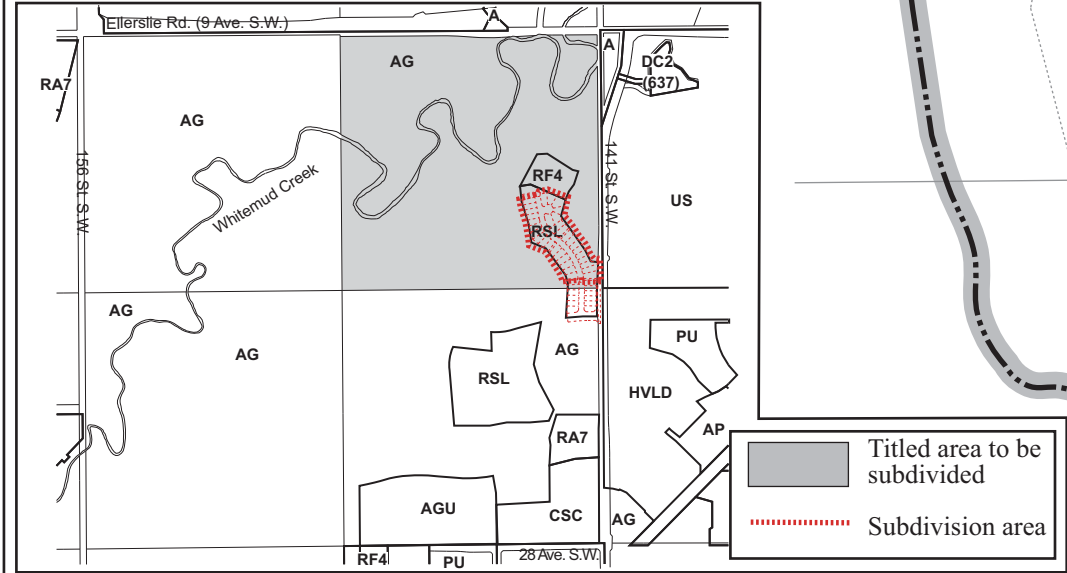 Ellerslie Rd. (9 Ave. S.W.)
A
AG
A
DC2
(637)
RA7
AG
156 St. S.W.
Whitemud Creek
RF4
141 St S.W.
US
RSL
AG
AG
AG
PU
RSL
HVLD
RA7
AP
AGU
CSC
AG
RF4
PU
28 Ave. S.W.
Titled area to be
subdivided
Subdivision area